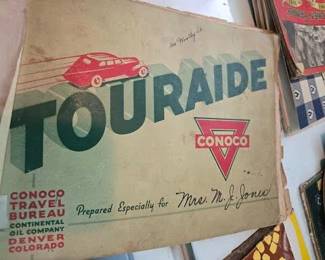 TOURAIDE
CONOCO
CONOCO
TRAVEL
BUREAU
CONTINENTAL
OIL COMPANY
DENVER
COLORADO
Prepared Especially for Mrs. M. J. Jones